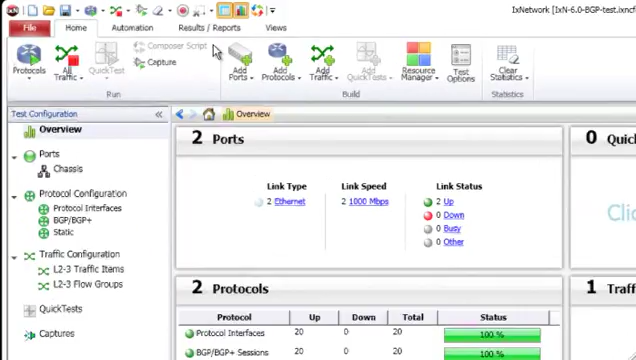 IxNetwork [IxN-6.0-BGP-test.ixncf
File Home Automation Results / Reports Views
Protocols
All Traffic
QuickTest
Composer Script
Capture
Add Ports
Add Protocols
Add Traffic
Add QuickTests
Resource Manager
Test Options
Clear Statistics
Run Build Statistics
Test Configuration
Overview
Overview
Ports
Chassis
Protocol Configuration
Protocol Interfaces
BGP/BGP+
Static
Traffic Configuration
L2-3 Traffic Items
L2-3 Flow Groups
QuickTests
Captures
2 Ports
Link Type Link Speed Link Status
2 Ethernet 2 1000 Mbps 2 Up
0 Down
0 Busy
0 Other
0 Quic
Clic
2 Protocols
Protocol Up Down Total Status
Protocol Interfaces 20 0 20 100 %
BGP/BGP+ Sessions 20 0 20 100 %
1 Traff